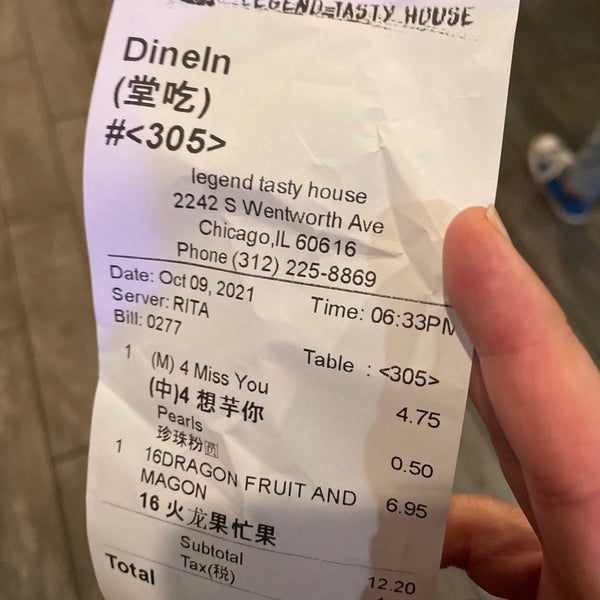 LEGEND=TASTY HOUSE
DineIn
(堂吃)
#<305>
legend tasty house
2242 S Wentworth Ave
Chicago,IL 60616
Phone (312) 225-8869
Date: Oct 09, 2021 Time: 06:33PM
Server: RITA
Bill: 0277 Table : <305>
1 (M) 4 Miss You 4.75
(中)4 想芋你
Pearls 0.50
珍珠粉圆
1 16DRAGON FRUIT AND 6.95
MAGON
16 火龙果忙果
Subtotal 12.20
Tax(税)
Total